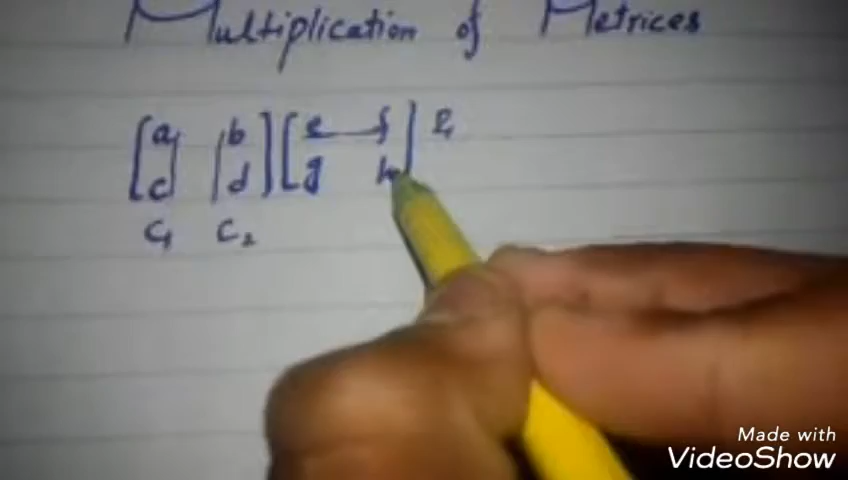 Multiplication of Metrices
[a b] [e f] R₁
[c d] [g h]
C₁ C₂
Made with
VideoShow